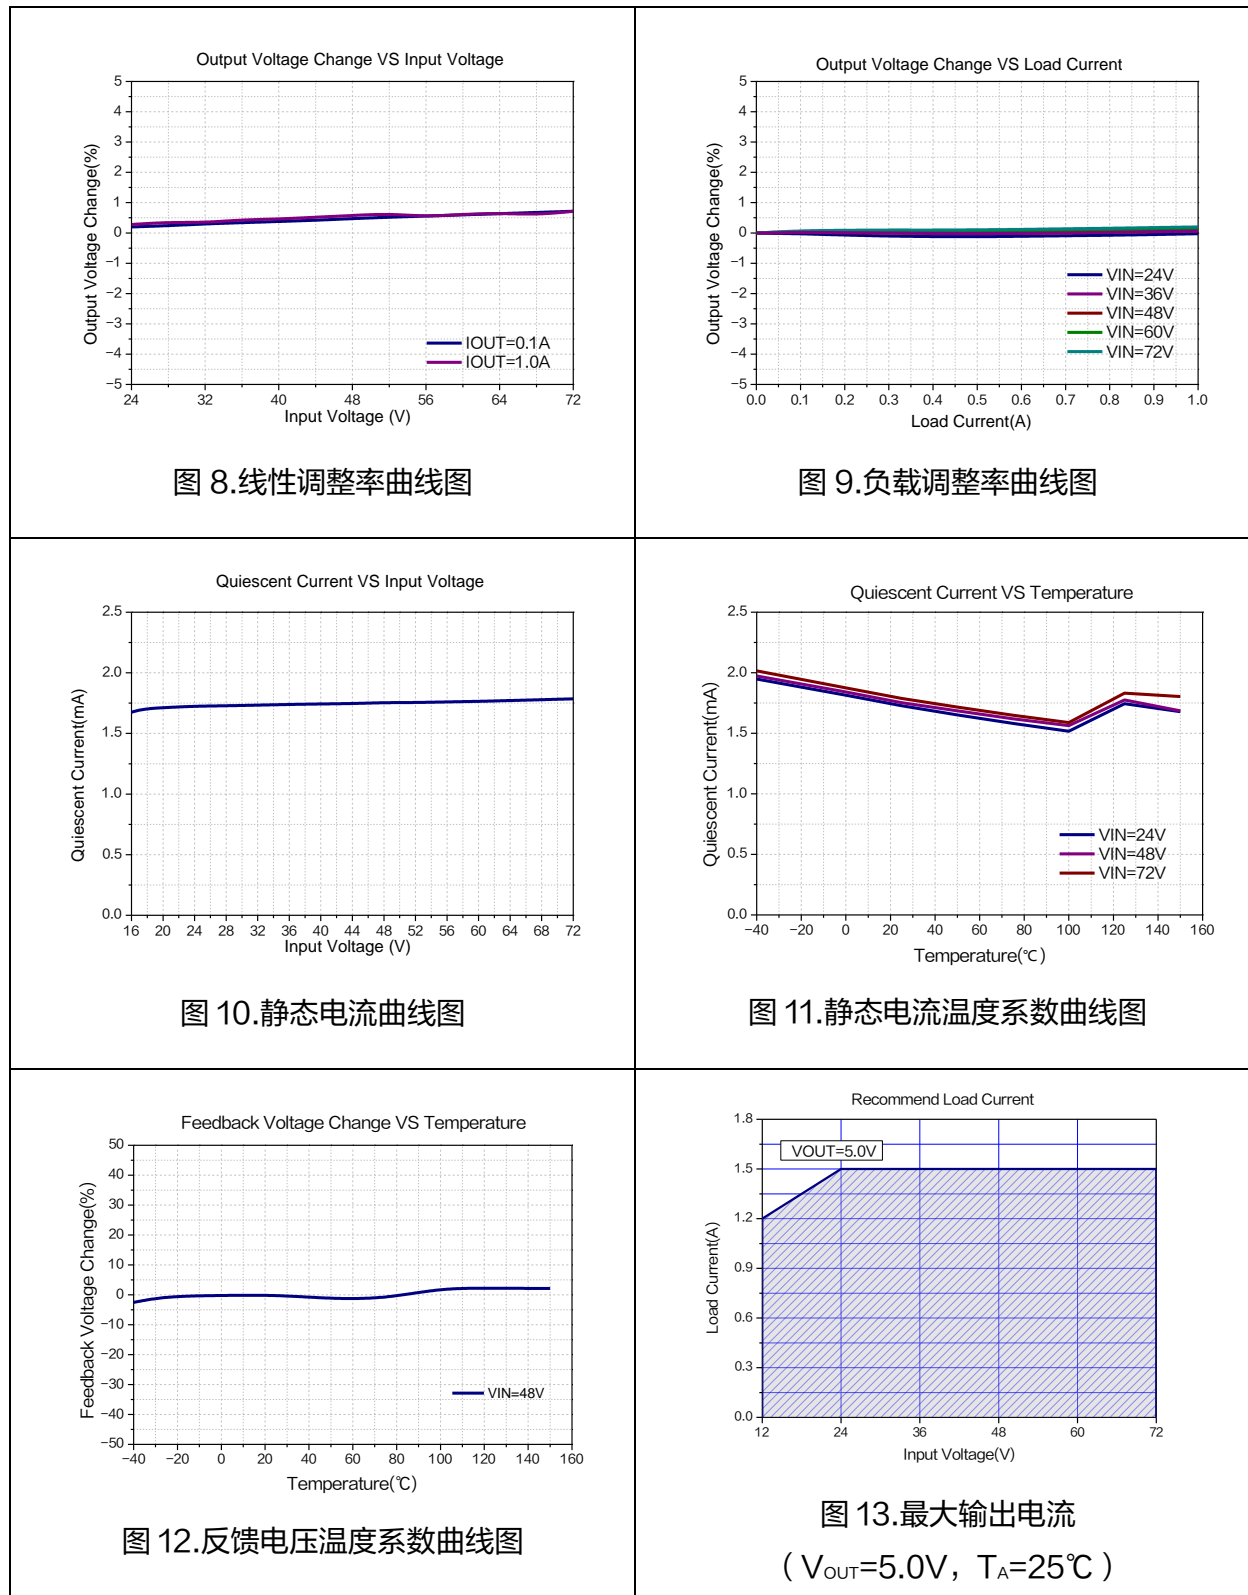 Output Voltage Change VS Input Voltage
Output Voltage Change(%)
5
4
3
2
1
0
−1
−2
−3
−4
−5
IOUT=0.1A
IOUT=1.0A
24 32 40 48 56 64 72
Input Voltage (V)
图 8.线性调整率曲线图
Output Voltage Change VS Load Current
Output Voltage Change(%)
5
4
3
2
1
0
−1
−2
−3
−4
−5
VIN=24V
VIN=36V
VIN=48V
VIN=60V
VIN=72V
0.0 0.1 0.2 0.3 0.4 0.5 0.6 0.7 0.8 0.9 1.0
Load Current(A)
图 9.负载调整率曲线图
Quiescent Current VS Input Voltage
Quiescent Current(mA)
2.5
2.0
1.5
1.0
0.5
0.0
16 20 24 28 32 36 40 44 48 52 54 56 60 64 68 72
Input Voltage (V)
图 10.静态电流曲线图
Quiescent Current VS Temperature
Quiescent Current(mA)
2.5
2.0
1.5
1.0
0.5
0.0
VIN=24V
VIN=48V
VIN=72V
−40 −20 0 20 40 60 80 100 120 140 160
Temperature(℃)
图 11.静态电流温度系数曲线图
Feedback Voltage Change VS Temperature
Feedback Voltage Change(%)
50
40
30
20
10
0
−10
−20
−30
−40
−50
VIN=48V
−40 −20 0 20 40 60 80 100 120 140 160
Temperature(℃)
图 12.反馈电压温度系数曲线图
Recommend Load Current
Load Current(A)
1.8
1.5
1.2
0.9
0.6
0.3
0.0
VOUT=5.0V
12 24 36 48 60 72
Input Voltage(V)
图 13.最大输出电流
（VOUT=5.0V，TA=25℃）